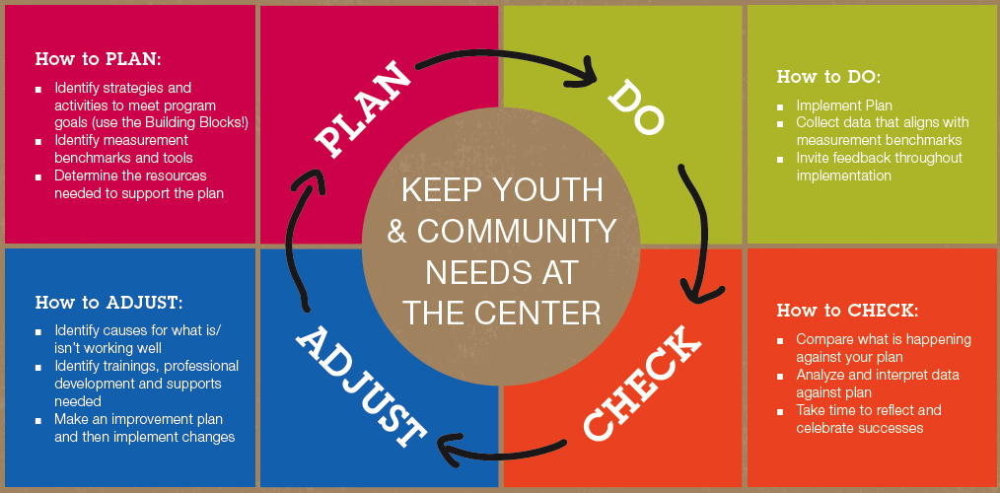 How to PLAN:
▪ Identify strategies and
activities to meet program
goals (use the Building Blocks!)
▪ Identify measurement
benchmarks and tools
▪ Determine the resources
needed to support the plan
PLAN
DO
How to DO:
▪ Implement Plan
▪ Collect data that aligns with
measurement benchmarks
▪ Invite feedback throughout
implementation
KEEP YOUTH
& COMMUNITY
NEEDS AT
THE CENTER
How to ADJUST:
▪ Identify causes for what is/
isn't working well
▪ Identify trainings, professional
development and supports
needed
▪ Make an improvement plan
and then implement changes
ADJUST
CHECK
How to CHECK:
▪ Compare what is happening
against your plan
▪ Analyze and interpret data
against plan
▪ Take time to reflect and
celebrate successes